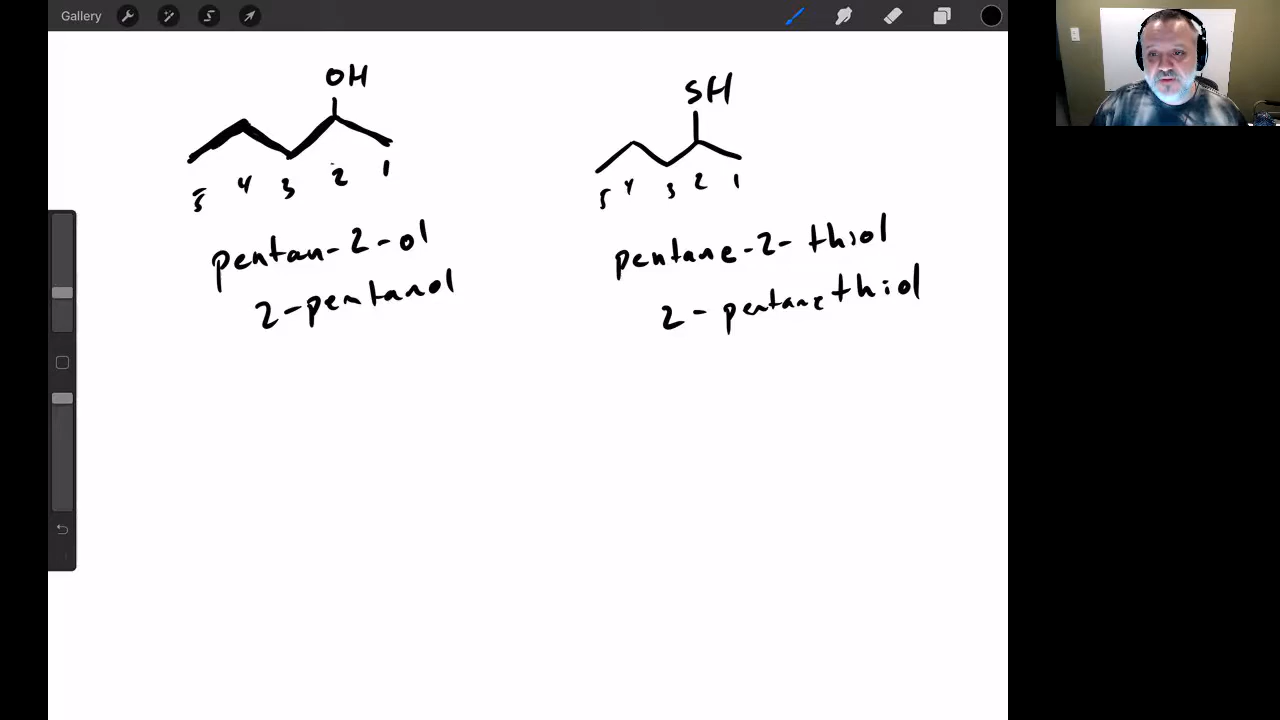 Gallery
OH
5 4 3 2 1
pentan-2-ol
2-pentanol
SH
5 4 3 2 1
pentane-2-thiol
2-pentanethiol